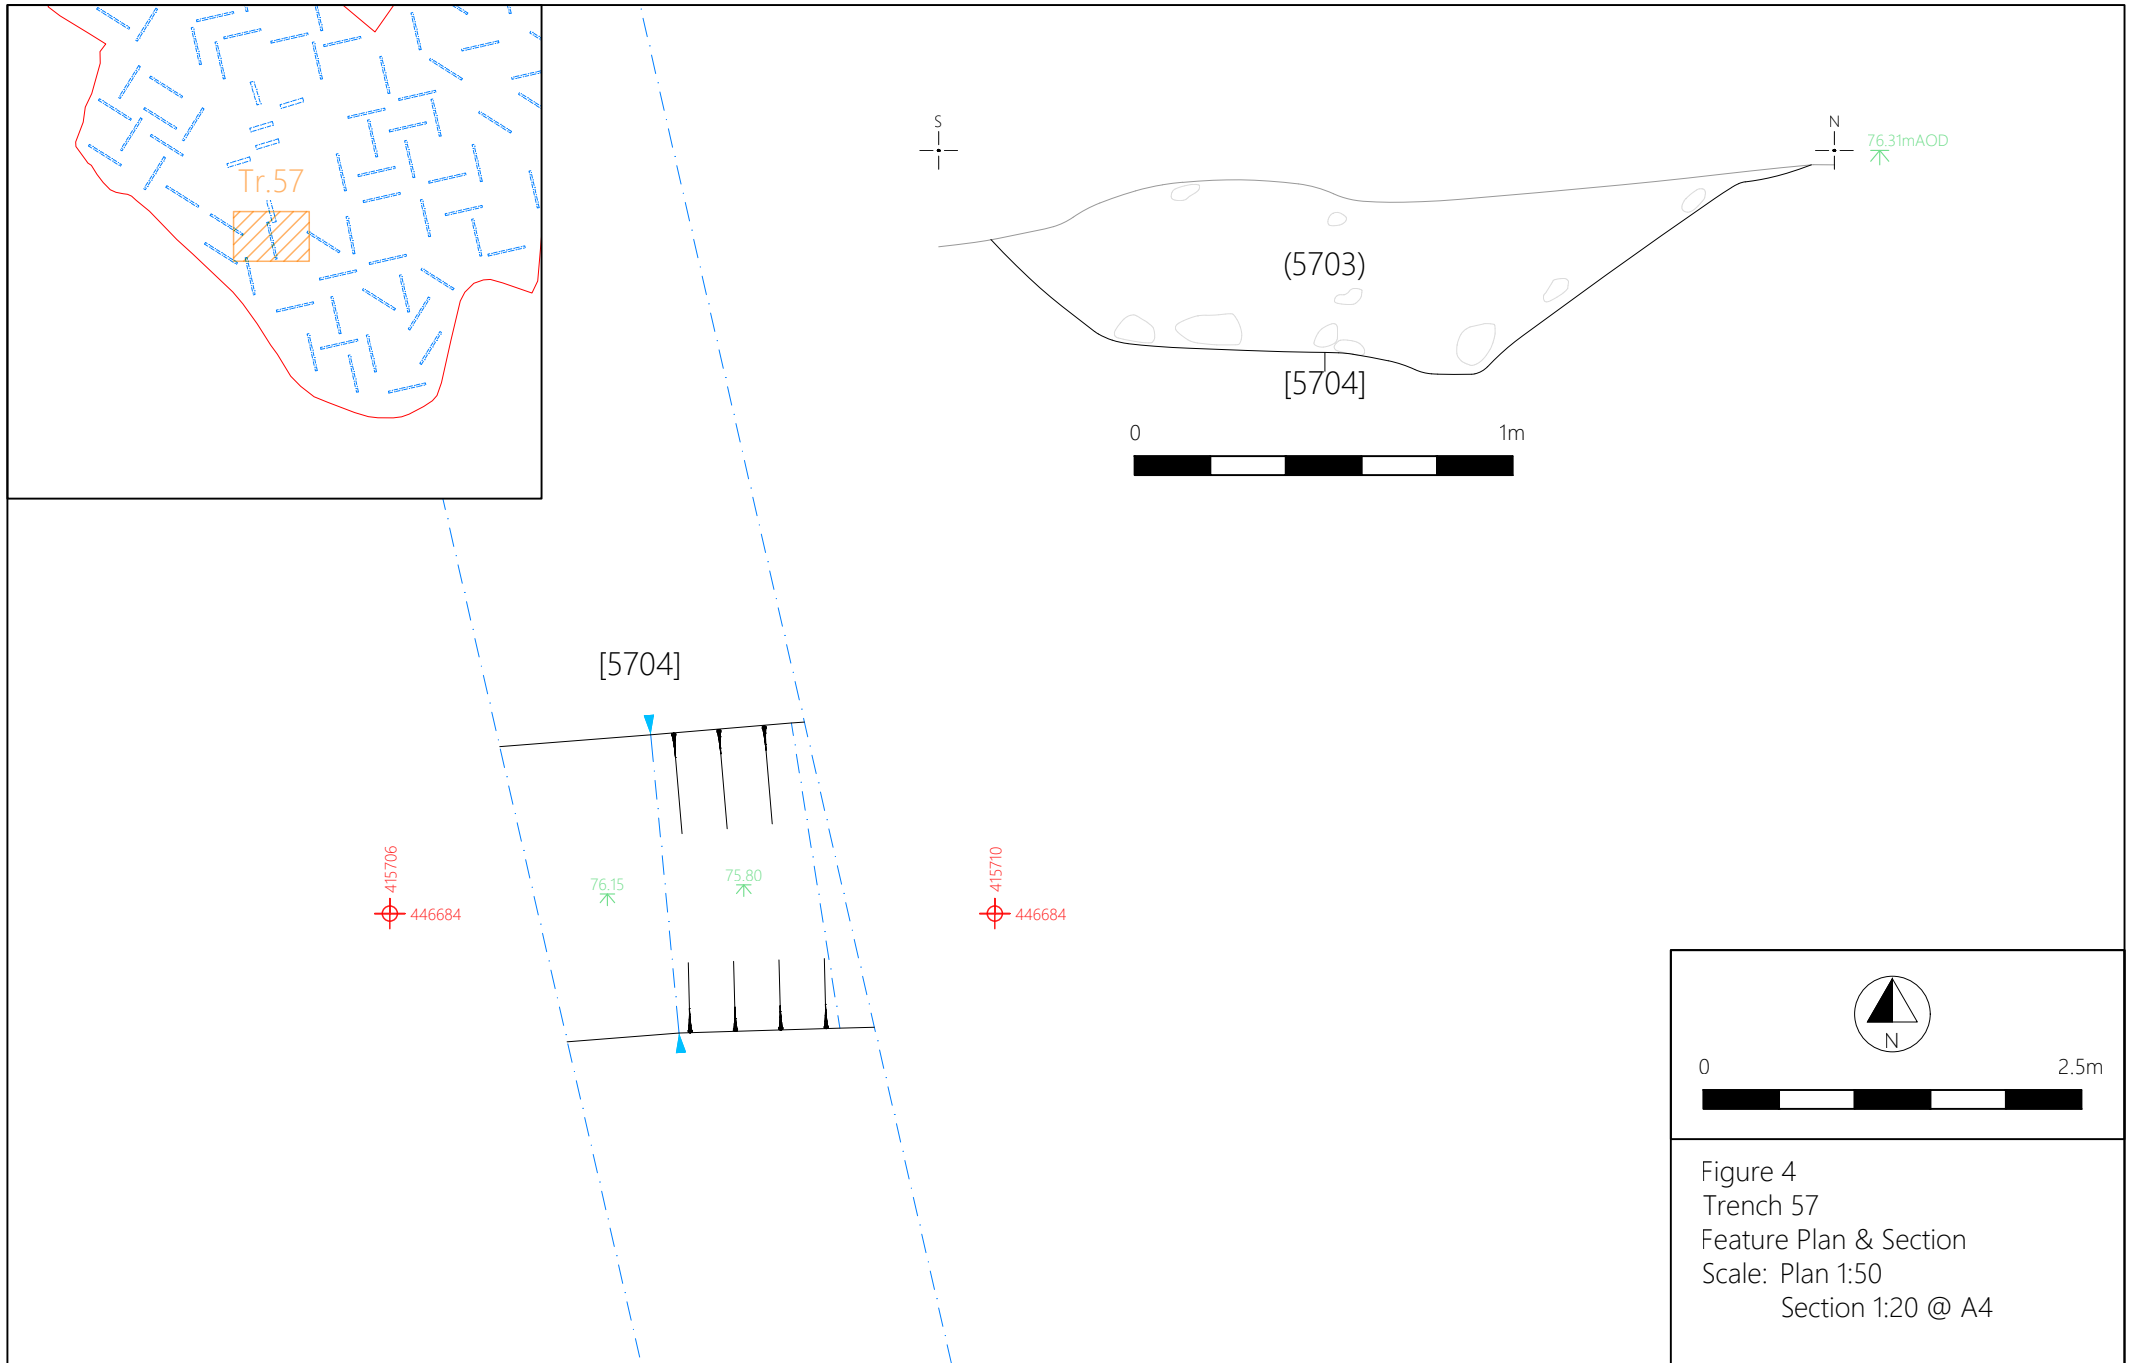 Tr.57
S
N
76.31mAOD
(5703)
[5704]
0 1m
[5704]
76.15
75.80
415706
446684
415710
446684
N
0 2.5m
Figure 4
Trench 57
Feature Plan & Section
Scale: Plan 1:50
Section 1:20 @ A4